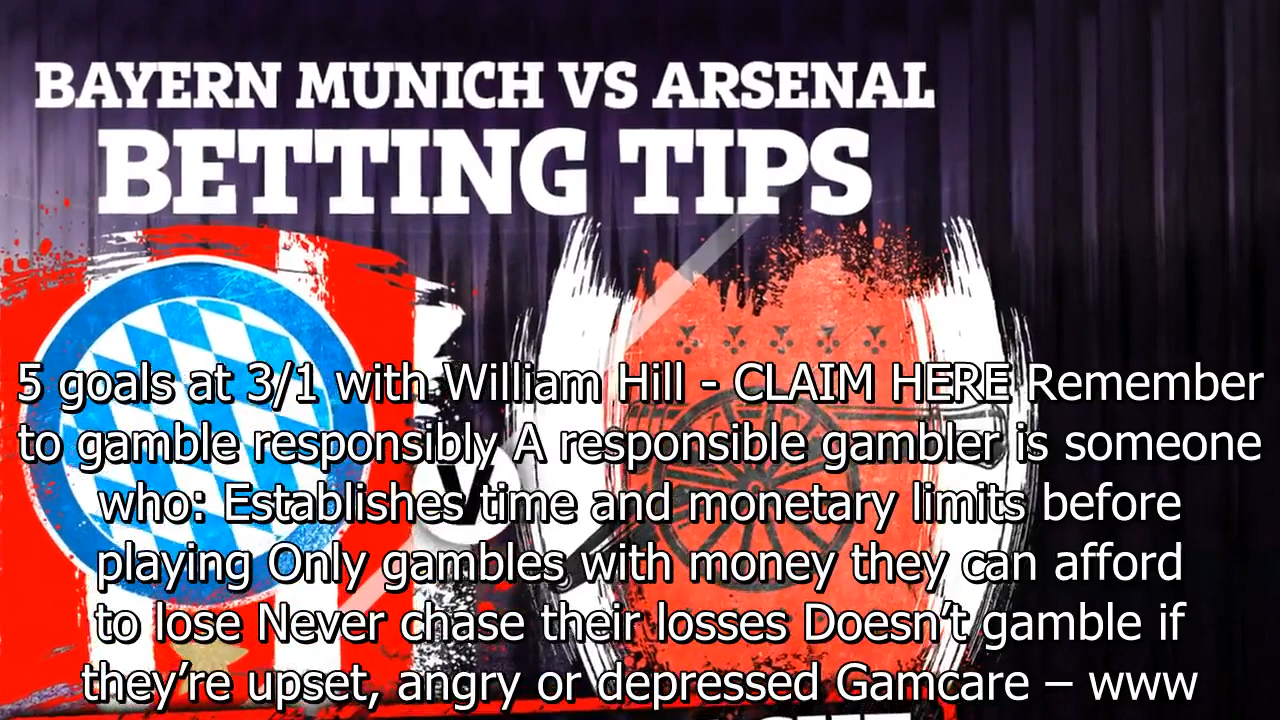 BAYERN MUNICH VS ARSENAL
BETTING TIPS
V
5 goals at 3/1 with William Hill - CLAIM HERE Remember
to gamble responsibly A responsible gambler is someone
who: Establishes time and monetary limits before
playing Only gambles with money they can afford
to lose Never chase their losses Doesn’t gamble if
they’re upset, angry or depressed Gamcare – www